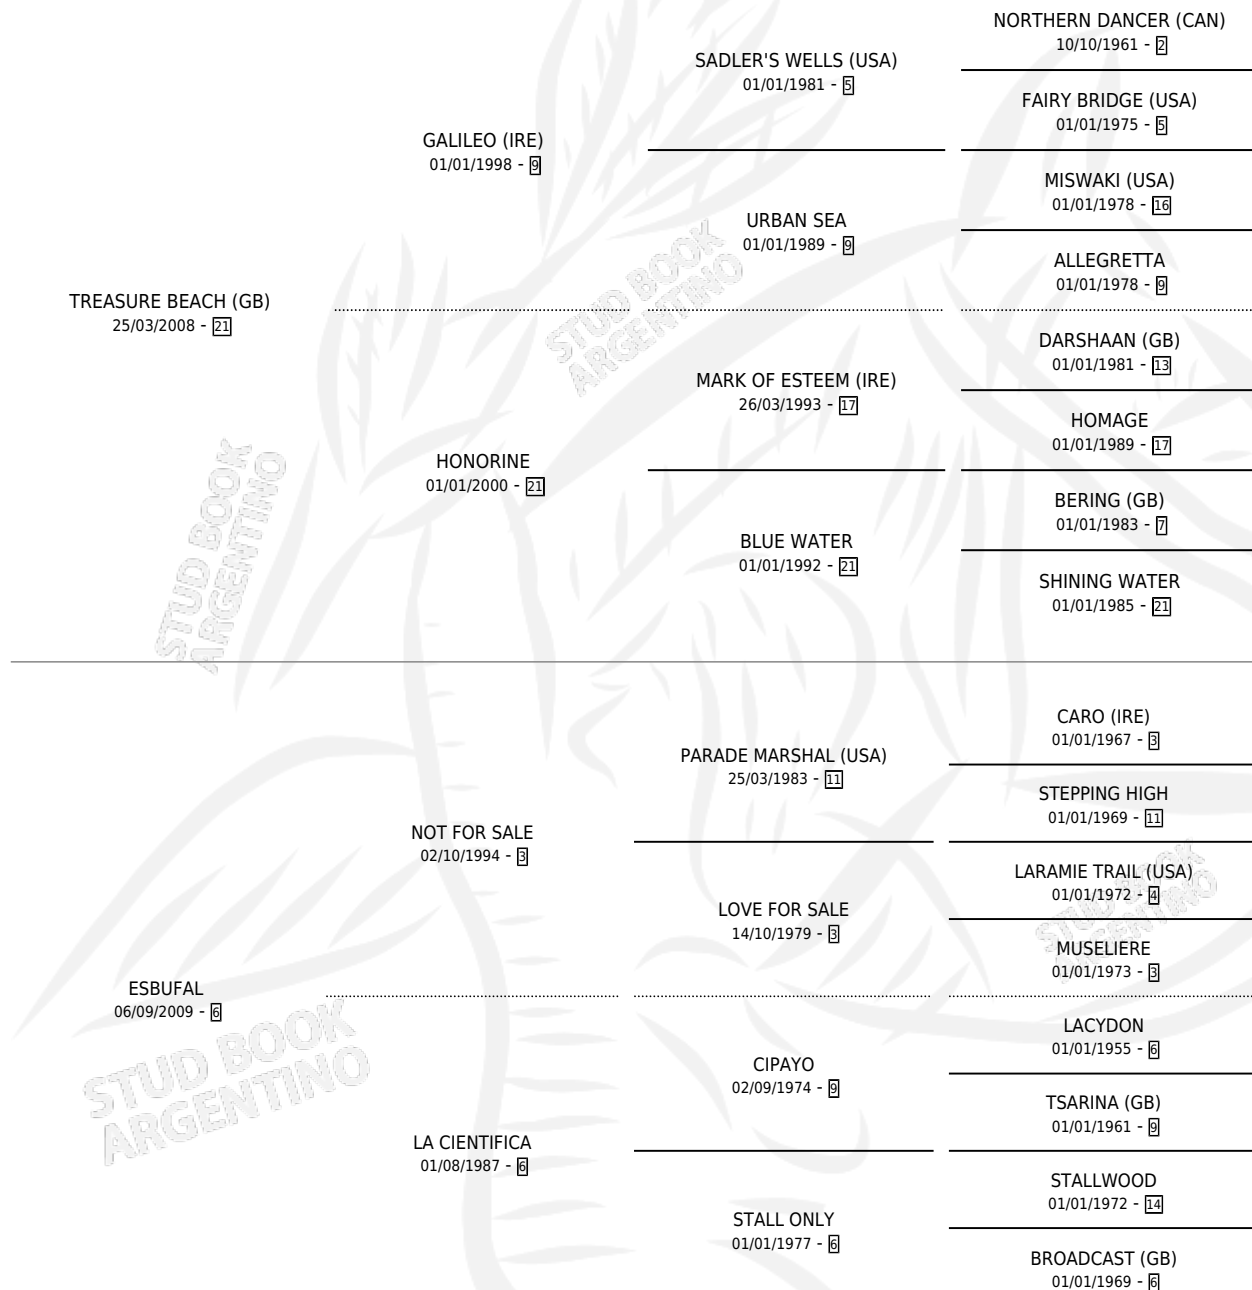 NORTHERN DANCER (CAN)
10/10/1961 - 2
SADLER'S WELLS (USA)
01/01/1981 - 5
FAIRY BRIDGE (USA)
01/01/1975 - 5
GALILEO (IRE)
01/01/1998 - 9
MISWAKI (USA)
01/01/1978 - 16
URBAN SEA
01/01/1989 - 9
ALLEGRETTA
01/01/1978 - 9
TREASURE BEACH (GB)
25/03/2008 - 21
STUD BOOK
ARGENTINO
DARSHAAN (GB)
01/01/1981 - 13
MARK OF ESTEEM (IRE)
26/03/1993 - 17
HOMAGE
01/01/1989 - 17
HONORINE
01/01/2000 - 21
BERING (GB)
01/01/1983 - 7
BLUE WATER
01/01/1992 - 21
SHINING WATER
01/01/1985 - 21
STUD BOOK
ARGENTINO
CARO (IRE)
01/01/1967 - 3
PARADE MARSHAL (USA)
25/03/1983 - 11
STEPPING HIGH
01/01/1969 - 11
NOT FOR SALE
02/10/1994 - 3
LARAMIE TRAIL (USA)
01/01/1972 - 4
LOVE FOR SALE
14/10/1979 - 3
MUSELIERE
01/01/1973 - 3
STUD BOOK
ARGENTINO
ESBUFAL
06/09/2009 - 6
STUD BOOK
ARGENTINO
LACYDON
01/01/1955 - 6
CIPAYO
02/09/1974 - 9
TSARINA (GB)
01/01/1961 - 9
LA CIENTIFICA
01/08/1987 - 6
STALLWOOD
01/01/1972 - 14
STALL ONLY
01/01/1977 - 6
BROADCAST (GB)
01/01/1969 - 6